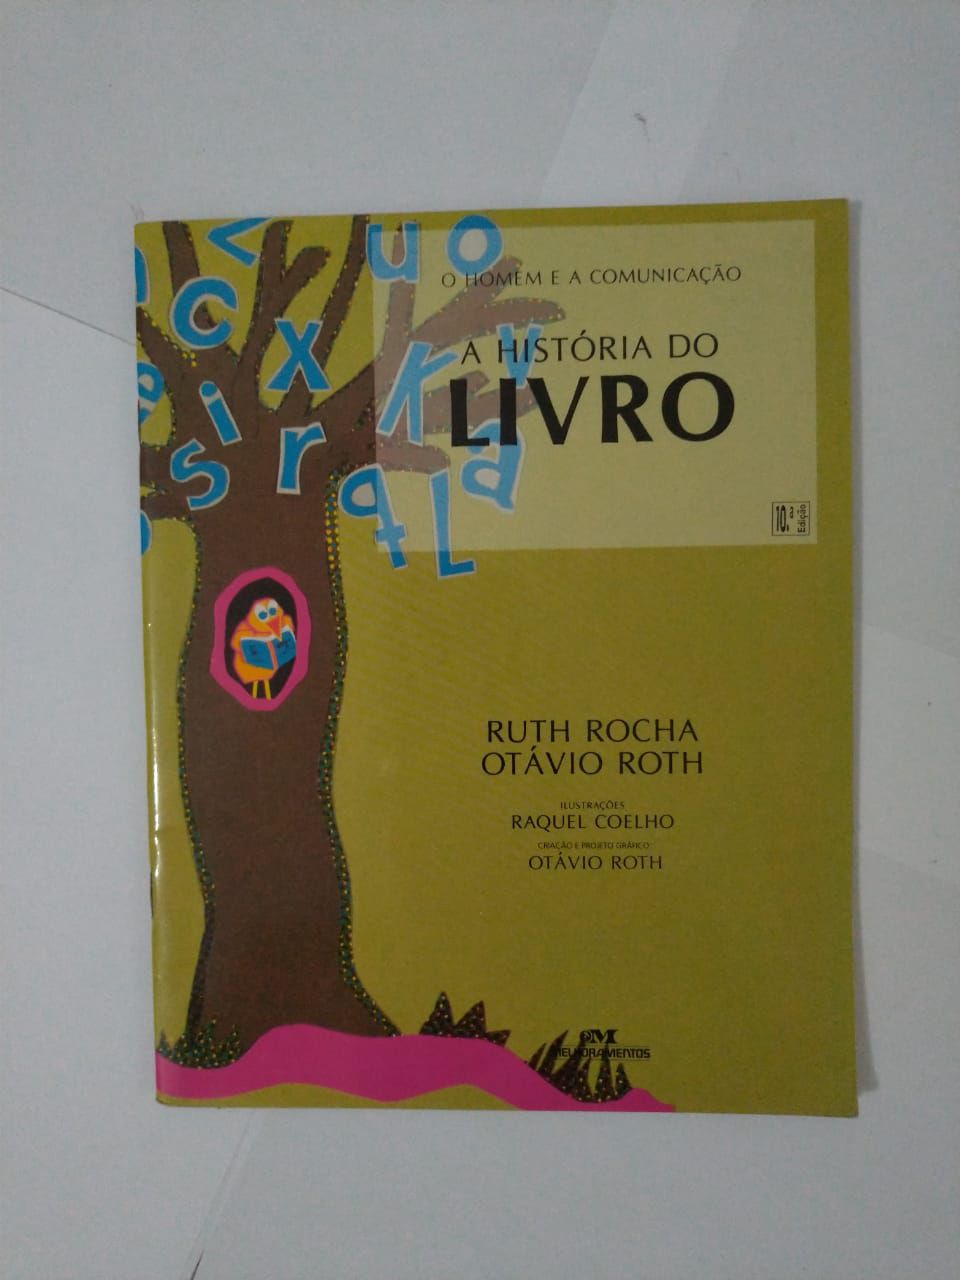 O HOMEM E A COMUNICAÇÃO
A HISTÓRIA DO
LIVRO
10.ª
Edição
u o
c x
e i k v
s r a
t L
RUTH ROCHA
OTÁVIO ROTH
ILUSTRAÇÕES
RAQUEL COELHO
CRIAÇÃO E PROJETO GRÁFICO
OTÁVIO ROTH
MELHORAMENTOS